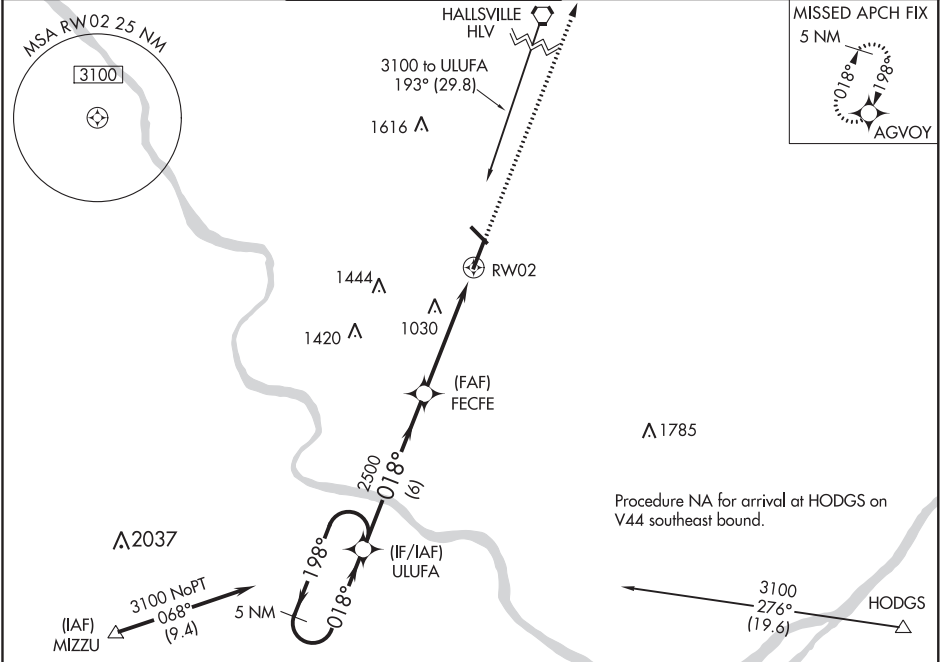 MSA RW02 25 NM
3100
HALLSVILLE
HLV
3100 to ULUFA
193° (29.8)
1616
MISSED APCH FIX
5 NM
018°
198°
AGVOY
RW02
1444
1030
1420
(FAF)
FECFE
1785
2500
018°
(6)
Procedure NA for arrival at HODGS on
V44 southeast bound.
2037
(IF/IAF)
ULUFA
198°
018°
5 NM
3100 NoPT
068°
(9.4)
(IAF)
MIZZU
3100
276°
(19.6)
HODGS